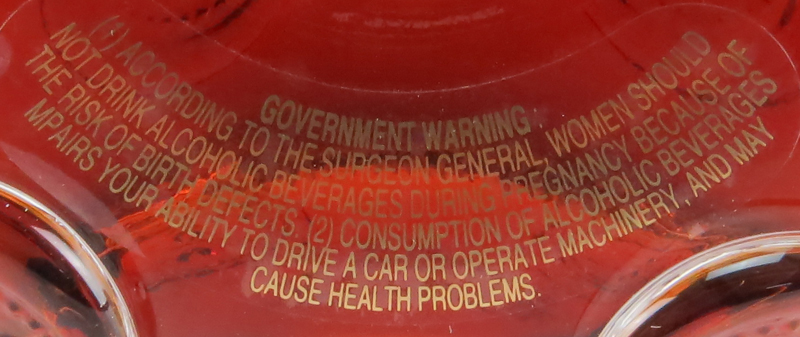 GOVERNMENT WARNING
(1) ACCORDING TO THE SURGEON GENERAL, WOMEN SHOULD
NOT DRINK ALCOHOLIC BEVERAGES DURING PREGNANCY BECAUSE OF
THE RISK OF BIRTH DEFECTS. (2) CONSUMPTION OF ALCOHOLIC BEVERAGES
MPAIRS YOUR ABILITY TO DRIVE A CAR OR OPERATE MACHINERY, AND MAY
CAUSE HEALTH PROBLEMS.